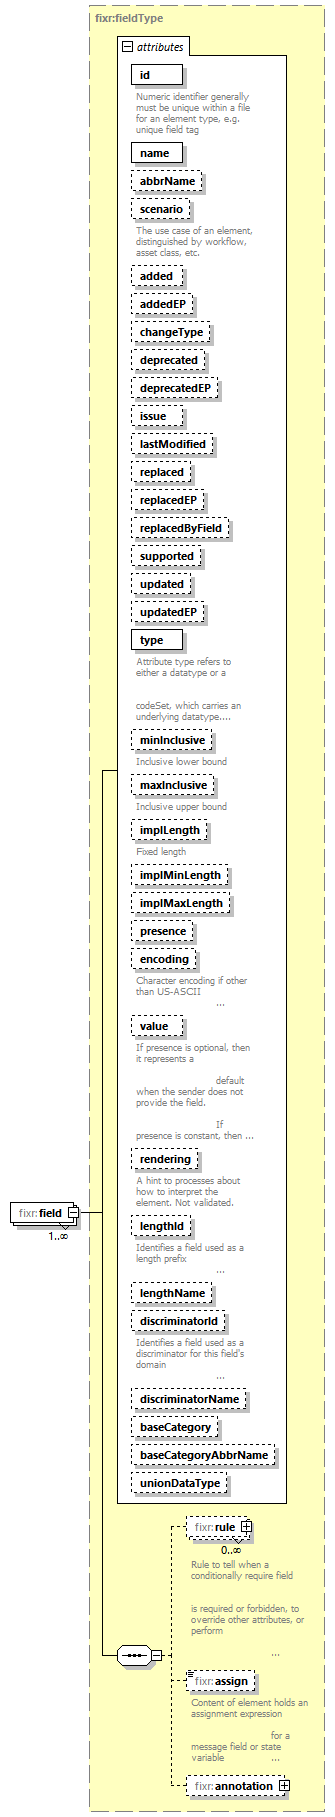 fixr:fieldType
attributes
id
Numeric identifier generally
must be unique within a file
for an element type, e.g.
unique field tag
name
abbrName
scenario
The use case of an element,
distinguished by workflow,
asset class, etc.
added
addedEP
changeType
deprecated
deprecatedEP
issue
lastModified
replaced
replacedEP
replacedByField
supported
updated
updatedEP
type
Attribute type refers to
either a datatype or a
codeSet, which carries an
underlying datatype....
minInclusive
Inclusive lower bound
maxInclusive
Inclusive upper bound
implLength
Fixed length
implMinLength
implMaxLength
presence
encoding
Character encoding if other
than US-ASCII
...
value
If presence is optional, then
it represents a
default
when the sender does not
provide the field.
If
presence is constant, then ...
rendering
A hint to processes about
how to interpret the
element. Not validated.
fixr:field
1..∞
lengthId
Identifies a field used as a
length prefix
...
lengthName
discriminatorId
Identifies a field used as a
discriminator for this field's
domain
...
discriminatorName
baseCategory
baseCategoryAbbrName
unionDataType
fixr:rule
0..∞
Rule to tell when a
conditionally require field
is required or forbidden, to
override other attributes, or
perform
...
fixr:assign
Content of element holds an
assignment expression
for a
message field or state
variable ...
fixr:annotation